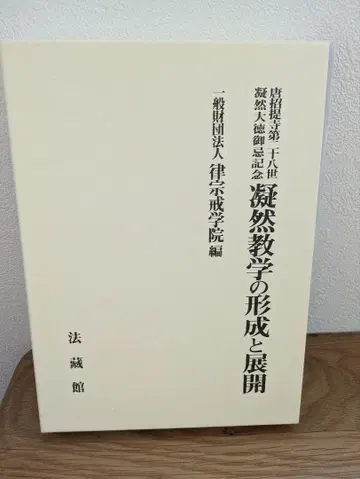 唐招提寺第二十八世
凝然大徳御忌記念
凝然教学の形成と展開
一般財団法人 律宗戒学院 編
法藏館